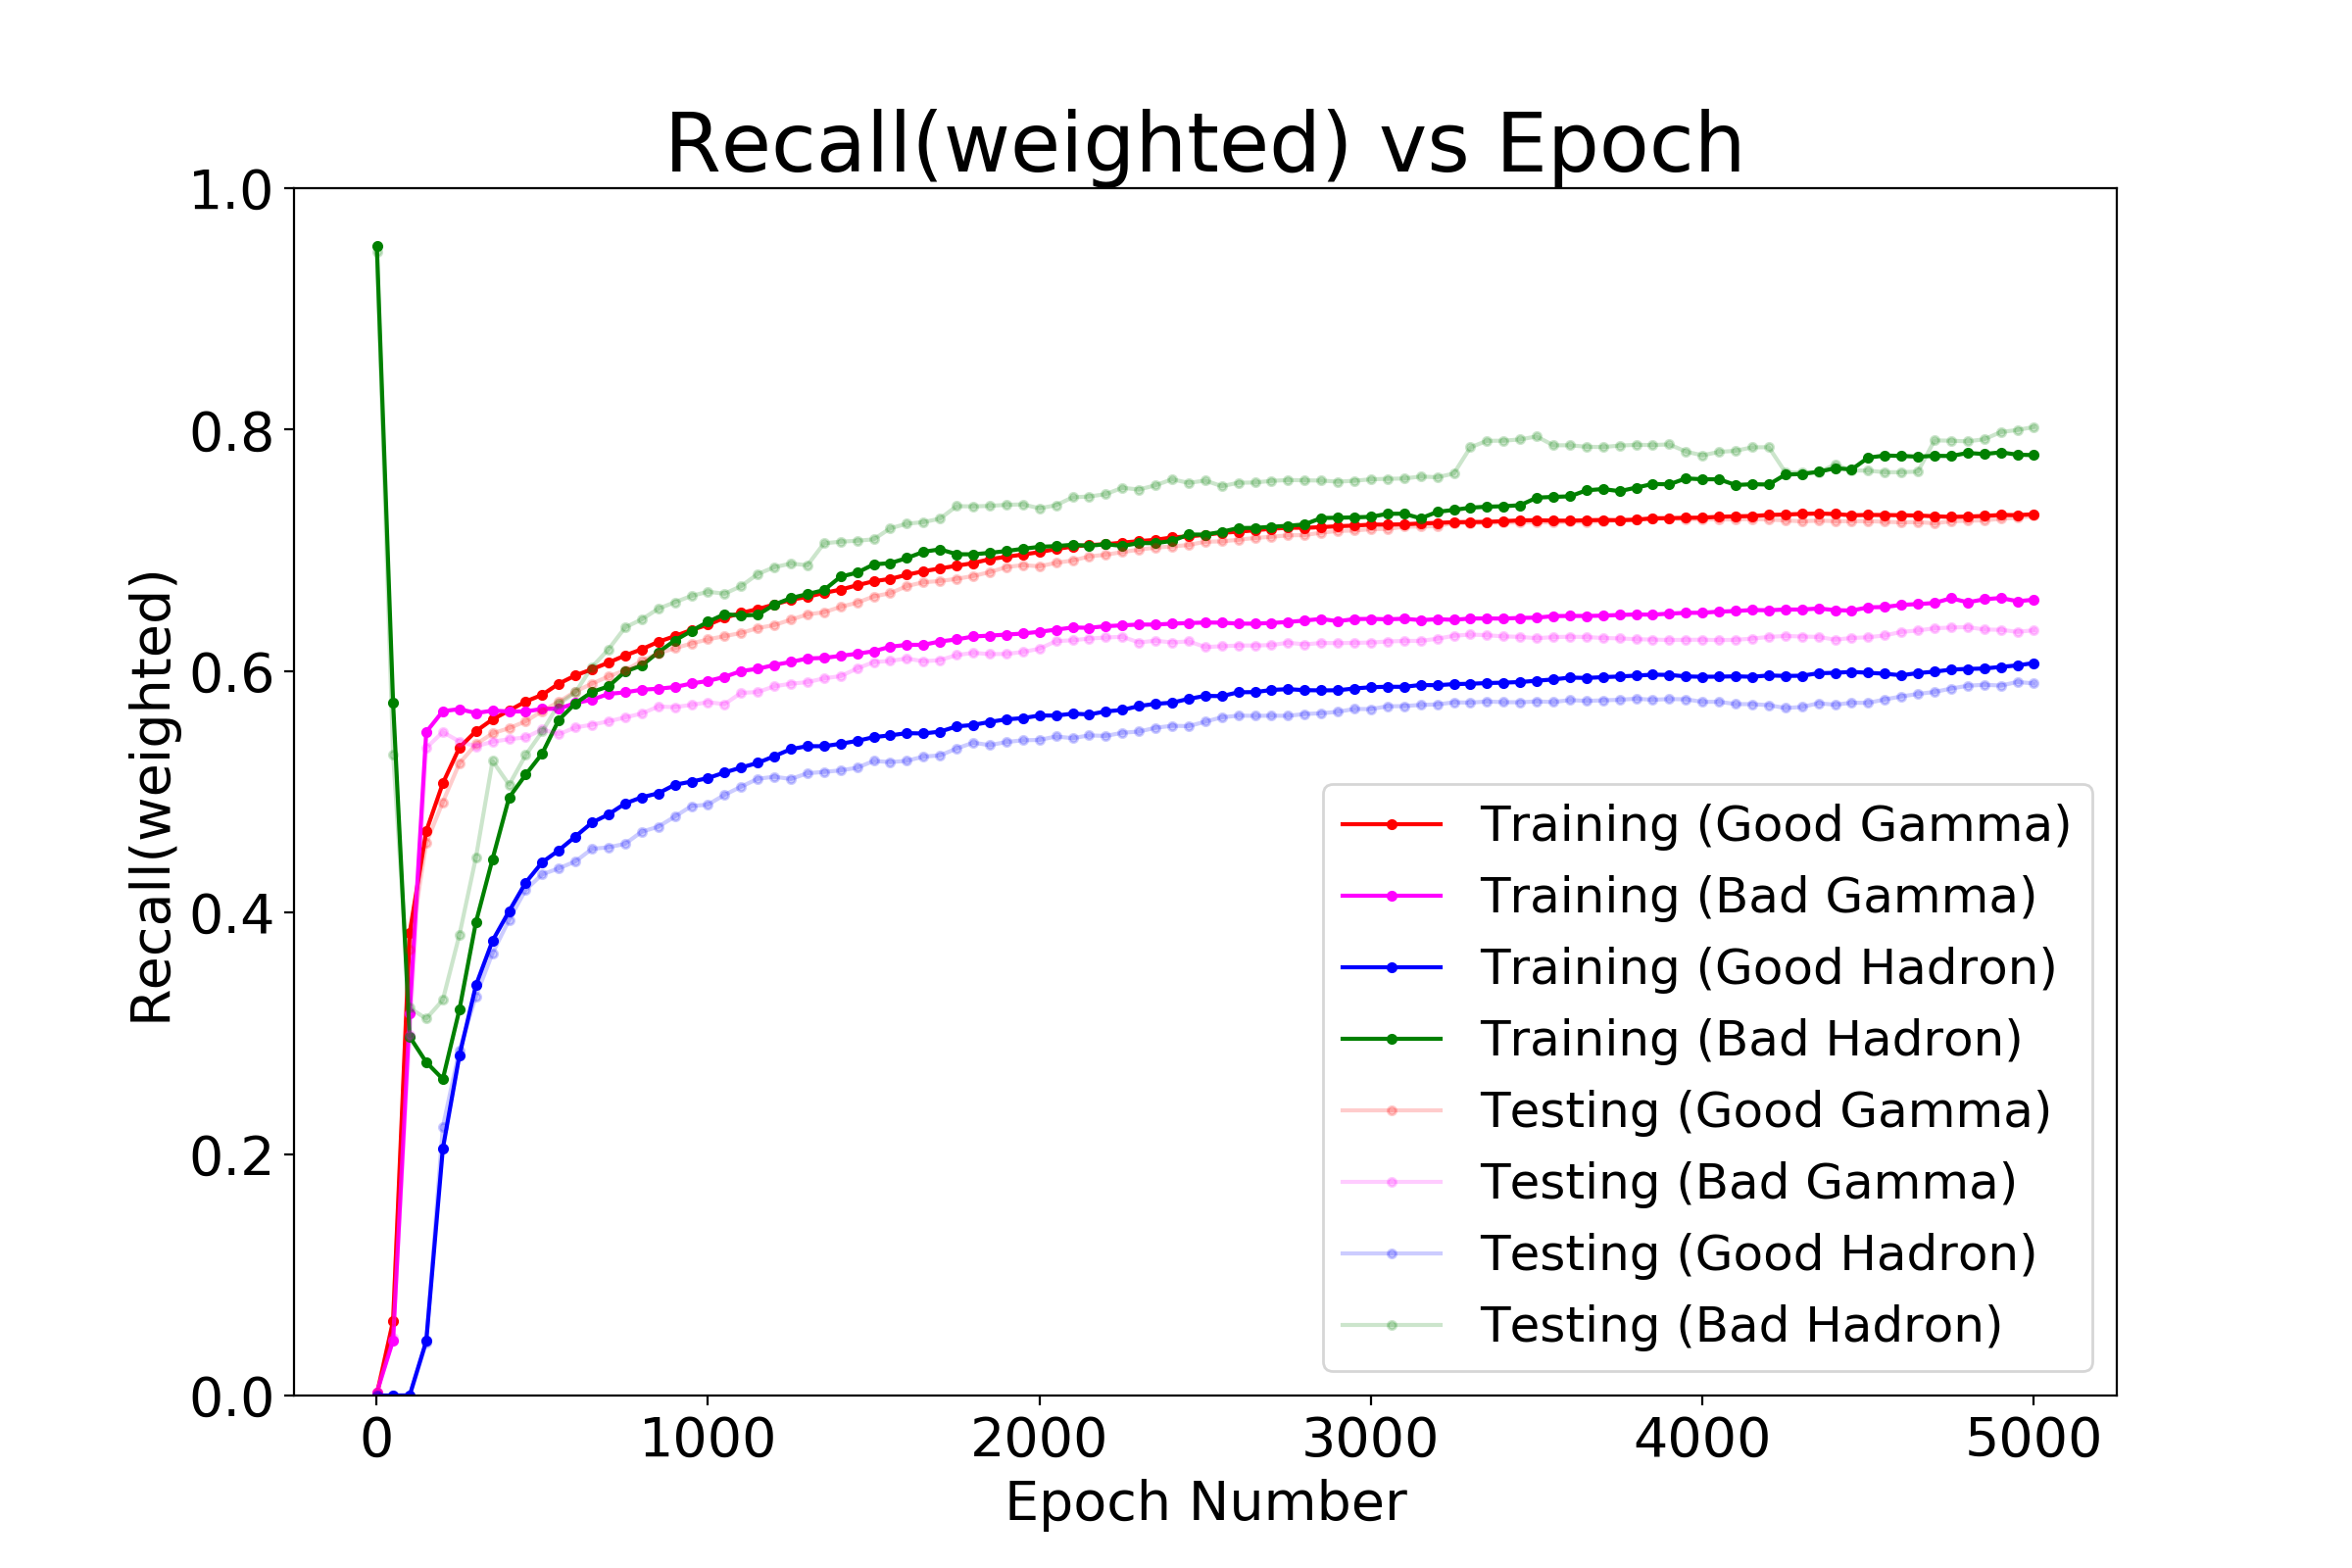 Recall(weighted) vs Epoch
Recall(weighted)
1.0
0.8
0.6
0.4
0.2
0.0
0 1000 2000 3000 4000 5000
Epoch Number
Training (Good Gamma)
Training (Bad Gamma)
Training (Good Hadron)
Training (Bad Hadron)
Testing (Good Gamma)
Testing (Bad Gamma)
Testing (Good Hadron)
Testing (Bad Hadron)